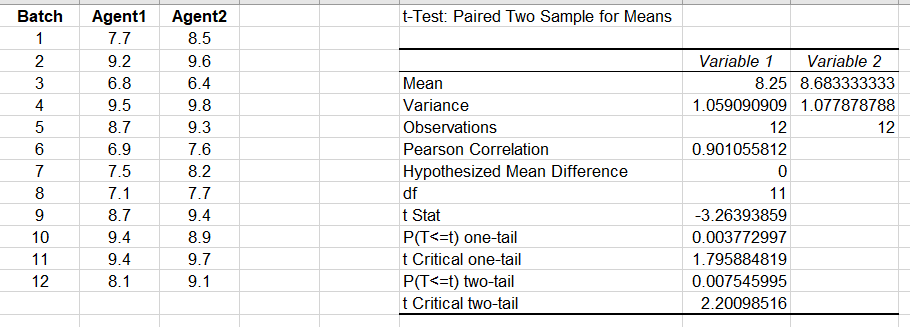 Batch Agent1 Agent2 t-Test: Paired Two Sample for Means
1 7.7 8.5
2 9.2 9.6 Variable 1 Variable 2
3 6.8 6.4 Mean 8.25 8.683333333
4 9.5 9.8 Variance 1.059090909 1.077878788
5 8.7 9.3 Observations 12 12
6 6.9 7.6 Pearson Correlation 0.901055812
7 7.5 8.2 Hypothesized Mean Difference 0
8 7.1 7.7 df 11
9 8.7 9.4 t Stat -3.26393859
10 9.4 8.9 P(T<=t) one-tail 0.003772997
11 9.4 9.7 t Critical one-tail 1.795884819
12 8.1 9.1 P(T<=t) two-tail 0.007545995
t Critical two-tail 2.20098516